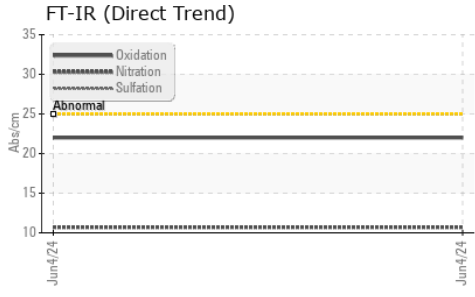 FT-IR (Direct Trend)
35
Oxidation
30
Nitration
Sulfation
Abnormal
25
Abs/cm
20
15
10
Jun4/24
Jun4/24